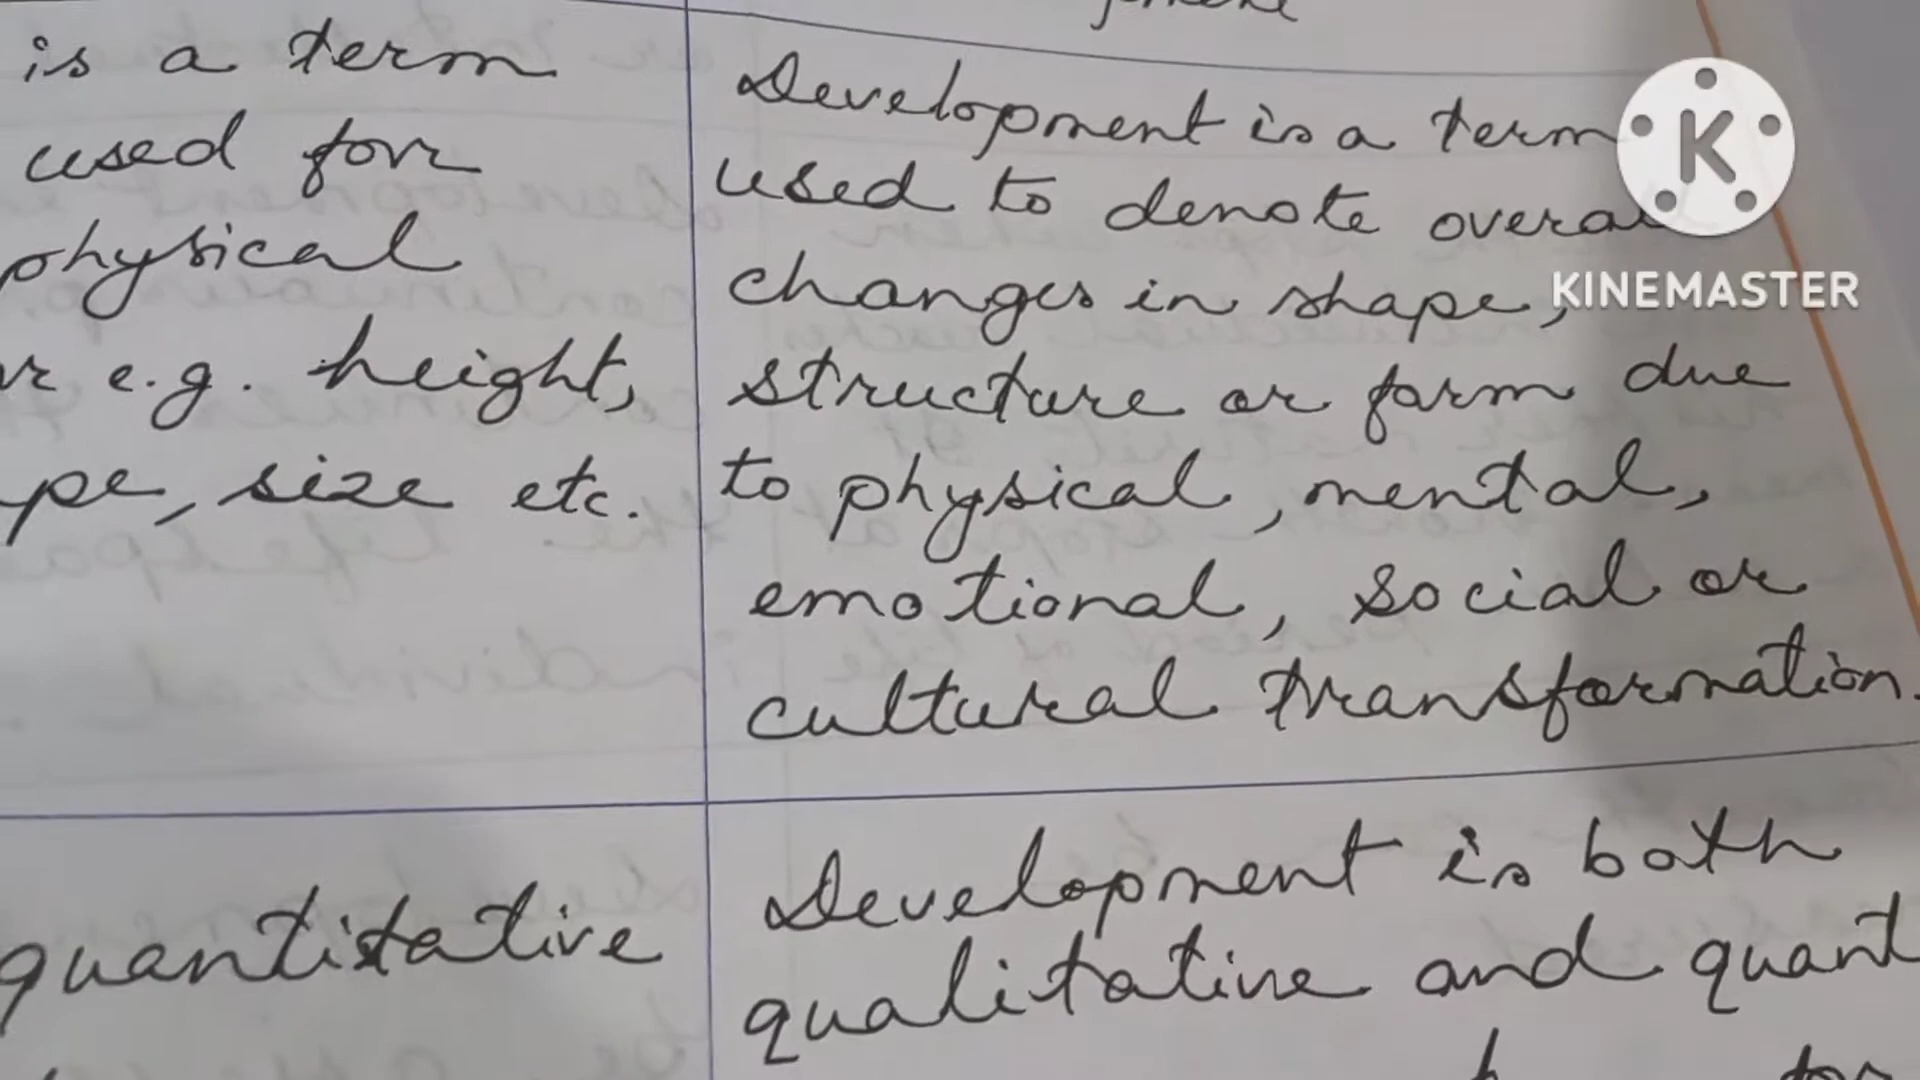 is a term
used for
physical
e.g. height,
size etc.
Development is a term
used to denote
changes in shape,
structure or form due
to physical, mental,
emotional, social or
cultural transformation.
quantitative
Development is both
qualitative and quant
KINEMASTER